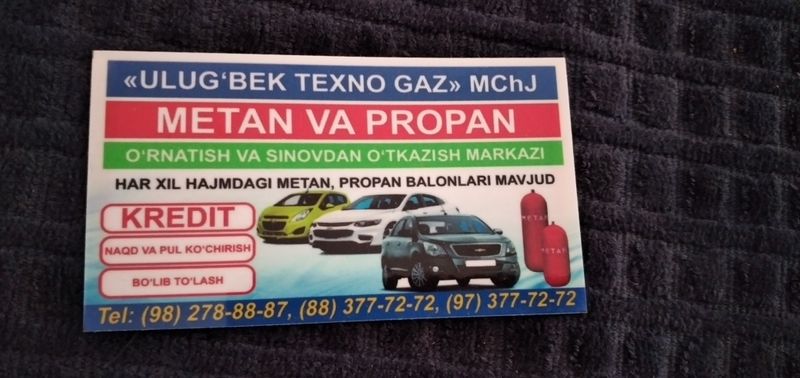 «ULUG‘BEK TEXNO GAZ» MChJ
METAN VA PROPAN
O‘RNATISH VA SINOVDAN O‘TKAZISH MARKAZI
HAR XIL HAJMDAGI METAN, PROPAN BALONLARI MAVJUD
KREDIT
NAQD VA PUL KO‘CHIRISH
BO‘LIB TO‘LASH
METAN
METAN
Tel: (98) 278-88-87, (88) 377-72-72, (97) 377-72-72